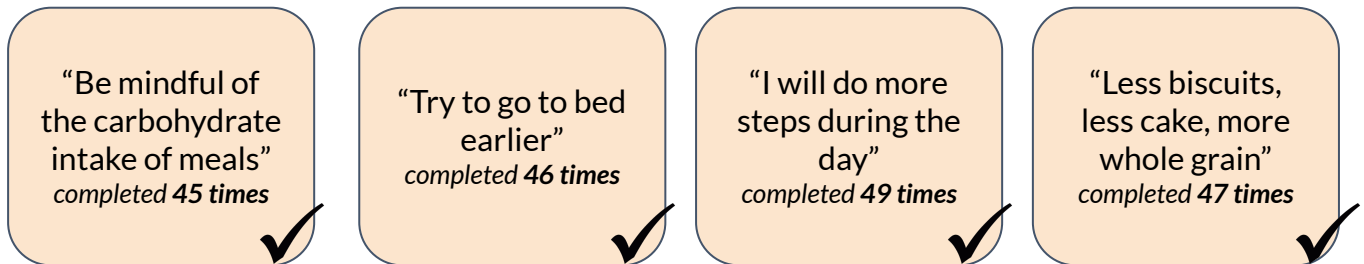 “Be mindful of
the carbohydrate
intake of meals”
completed 45 times
“Try to go to bed
earlier”
completed 46 times
“I will do more
steps during the
day”
completed 49 times
“Less biscuits,
less cake, more
whole grain”
completed 47 times